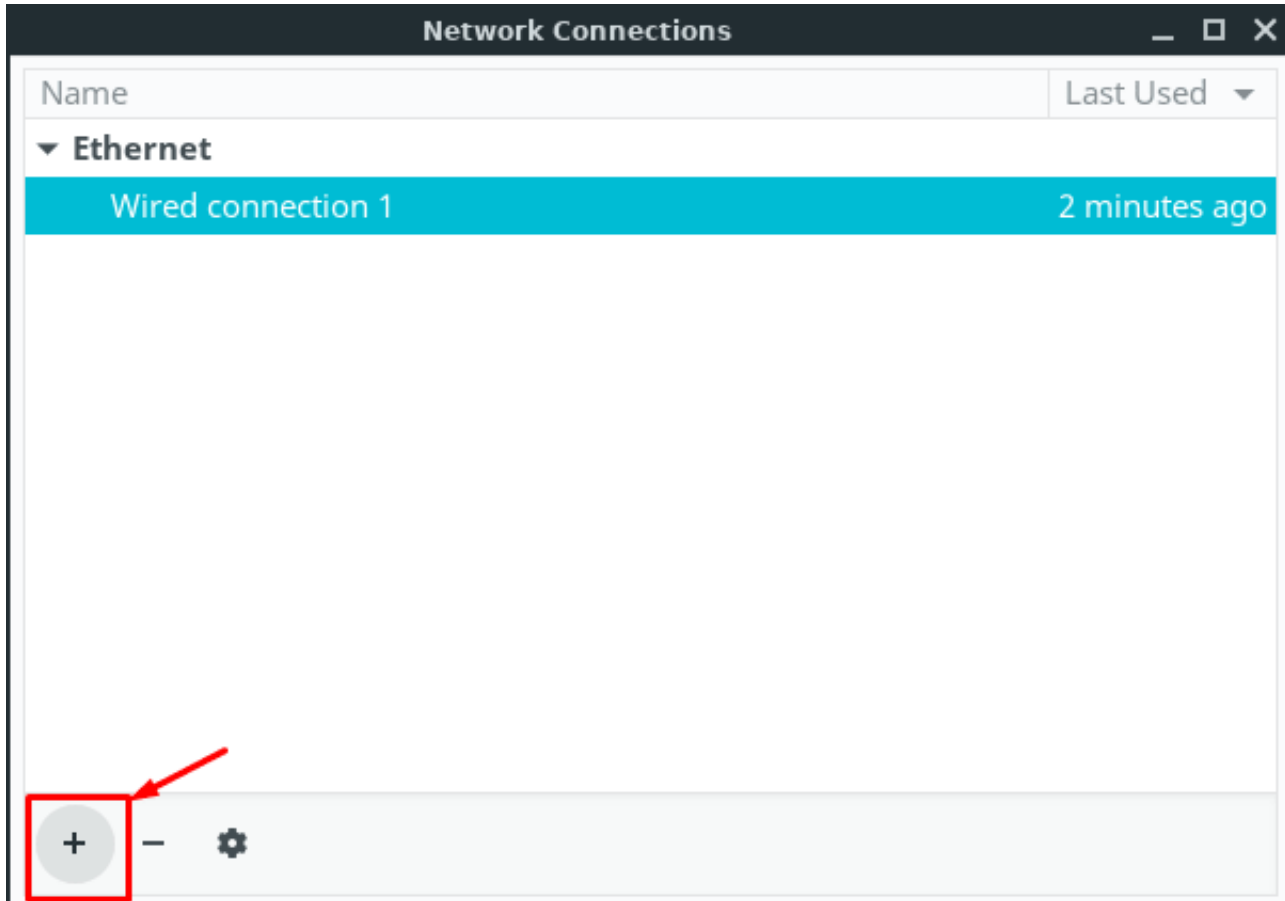 Network Connections
Name Last Used
Ethernet
Wired connection 1 2 minutes ago